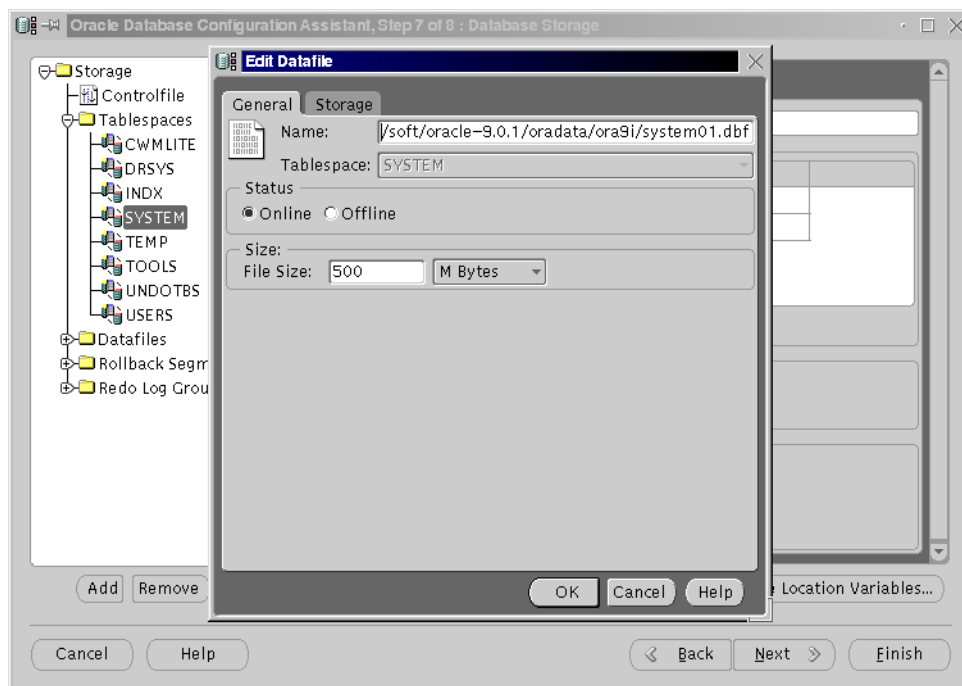 Oracle Database Configuration Assistant, Step 7 of 8 : Database Storage
Storage
Controlfile
Tablespaces
CWMLITE
DRSYS
INDX
SYSTEM
TEMP
TOOLS
UNDOTBS
USERS
Datafiles
Rollback Segm
Redo Log Grou
Add Remove
Edit Datafile
General Storage
Name: /soft/oracle-9.0.1/oradata/ora9i/system01.dbf
Tablespace: SYSTEM
Status
Online Offline
Size:
File Size: 500 M Bytes
OK Cancel Help
Location Variables...
Cancel Help Back Next Finish